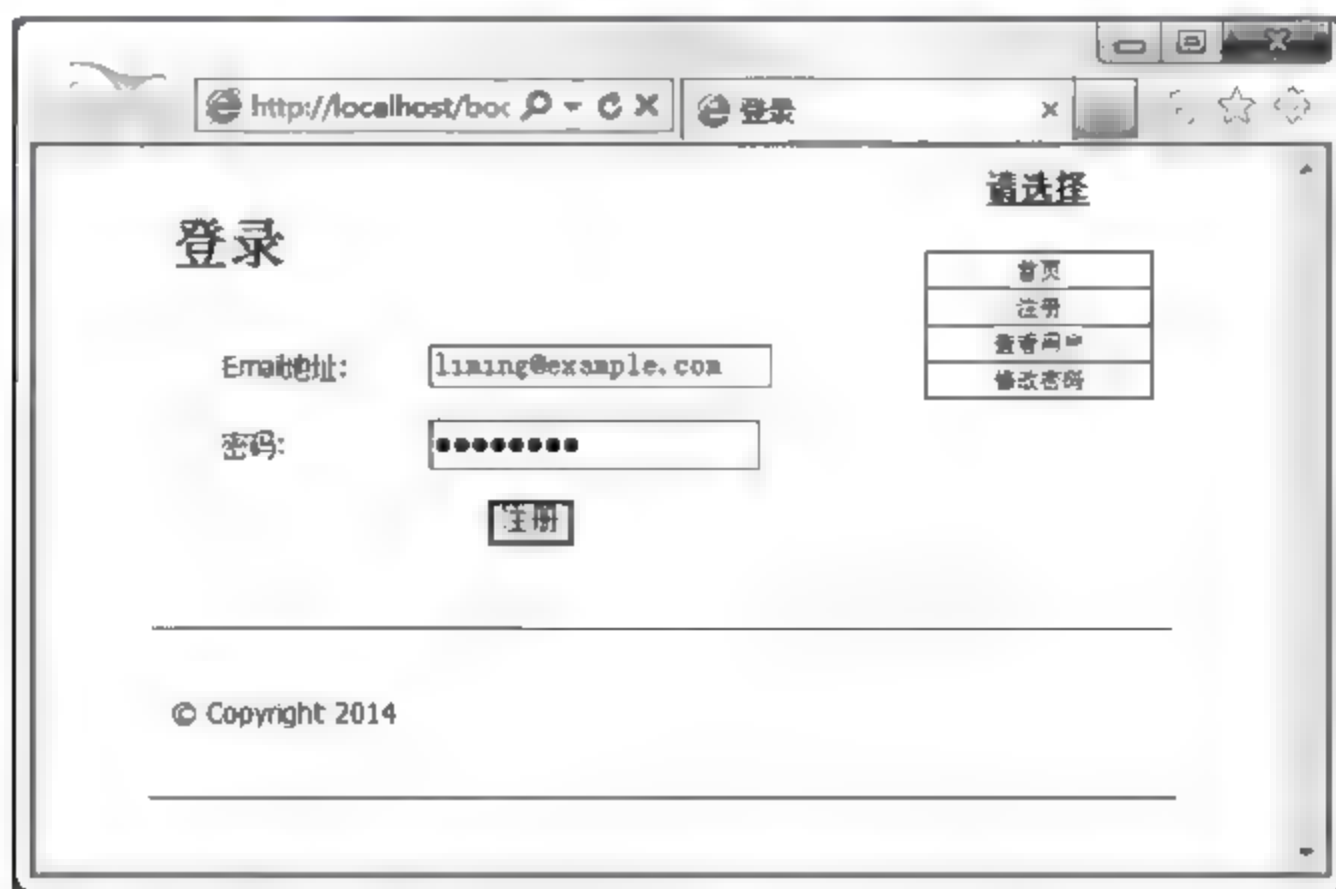 http://localhost/boo
登录
请选择
登录
首页
注册
查看用户
修改密码
Email地址:
liming@example.com
密码:
注册
© Copyright 2014